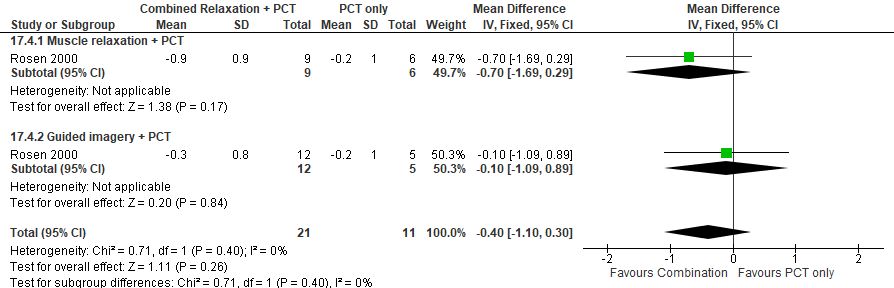 Combined Relaxation + PCT PCT only Mean Difference Mean Difference
Study or Subgroup Mean SD Total Mean SD Total Weight IV, Fixed, 95% CI IV, Fixed, 95% CI
17.4.1 Muscle relaxation + PCT
Rosen 2000 -0.9 0.9 9 -0.2 1 6 49.7% -0.70 [-1.69, 0.29]
Subtotal (95% CI) 9 6 49.7% -0.70 [-1.69, 0.29]
Heterogeneity: Not applicable
Test for overall effect: Z = 1.38 (P = 0.17)
17.4.2 Guided imagery + PCT
Rosen 2000 -0.3 0.8 12 -0.2 1 5 50.3% -0.10 [-1.09, 0.89]
Subtotal (95% CI) 12 5 50.3% -0.10 [-1.09, 0.89]
Heterogeneity: Not applicable
Test for overall effect: Z = 0.20 (P = 0.84)
Total (95% CI) 21 11 100.0% -0.40 [-1.10, 0.30]
Heterogeneity: Chi² = 0.71, df = 1 (P = 0.40); I² = 0%
Test for overall effect: Z = 1.11 (P = 0.26)
Test for subgroup differences: Chi² = 0.71, df = 1 (P = 0.40), I² = 0%
-2 -1 0 1 2
Favours Combination Favours PCT only